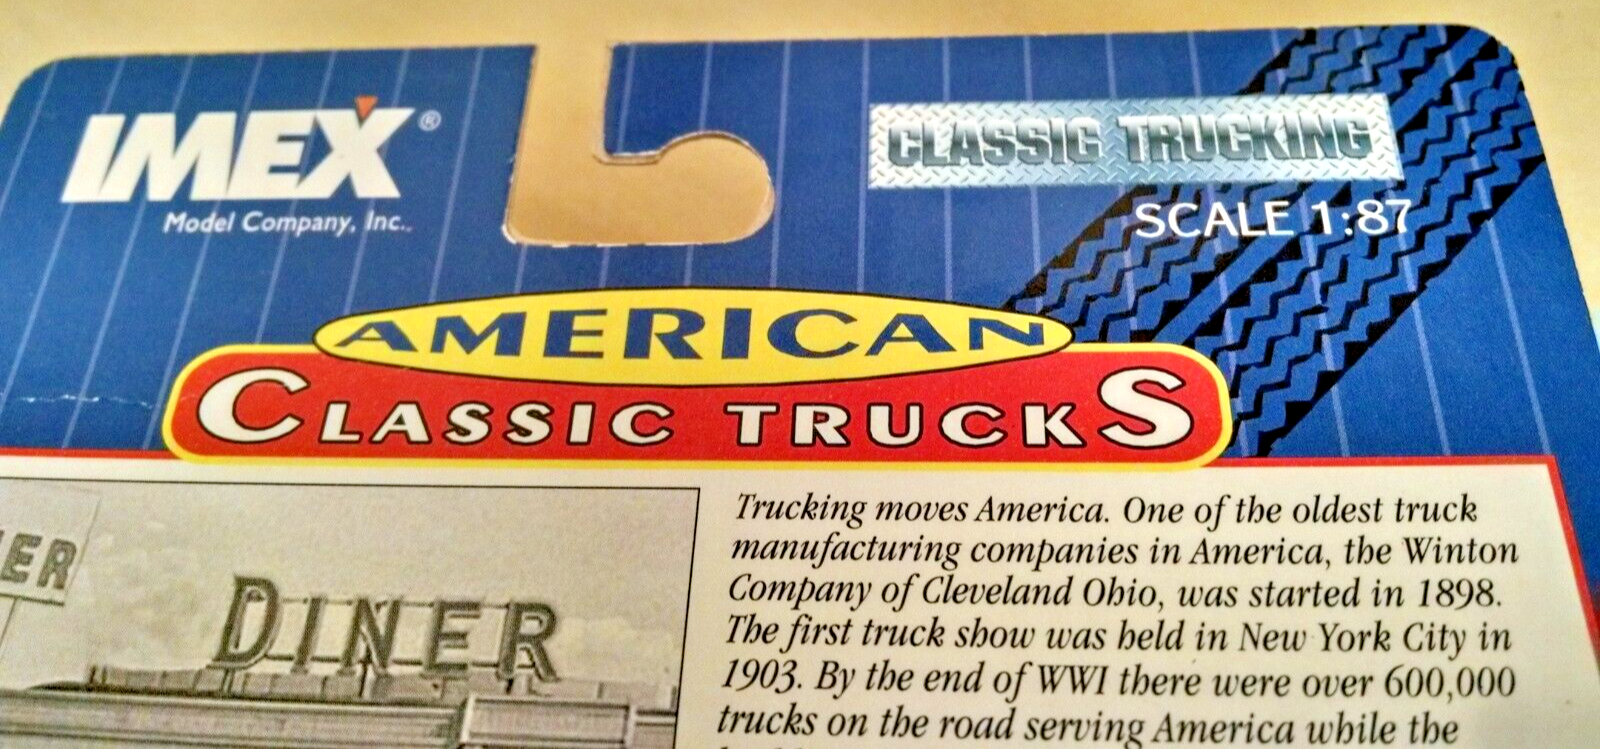 IMEX®
Model Company, Inc.
CLASSIC TRUCKING
SCALE 1:87
AMERICAN
CLASSIC TRUCKS
ER
DINER
Trucking moves America. One of the oldest truck
manufacturing companies in America, the Winton
Company of Cleveland Ohio, was started in 1898.
The first truck show was held in New York City in
1903. By the end of WWI there were over 600,000
trucks on the road serving America while the